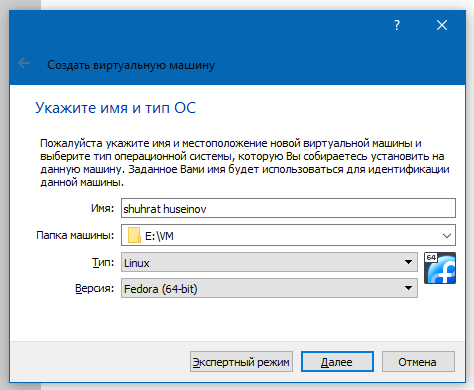 ?
Создать виртуальную машину
Укажите имя и тип ОС
Пожалуйста укажите имя и местоположение новой виртуальной машины и
выберите тип операционной системы, которую Вы собираетесь установить на
данную машину. Заданное Вами имя будет использоваться для идентификации
данной машины.
Имя: shuhrat huseinov
Папка машины: E:\VM
Тип: Linux
64
Версия: Fedora (64-bit)
Экспертный режим Далее Отмена